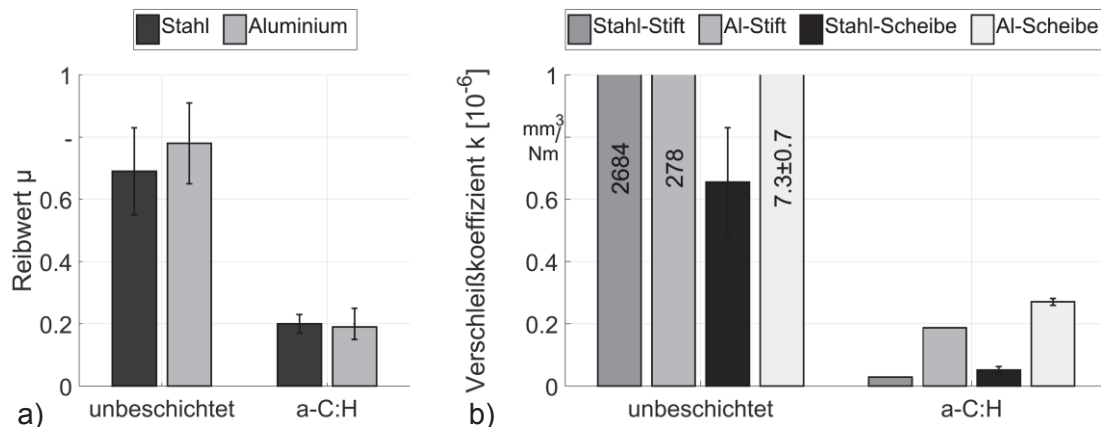 Stahl Aluminium
Reibwert µ
1
-
0.6
0.4
0.2
0
unbeschichtet a-C:H
a)
Stahl-Stift Al-Stift Stahl-Scheibe Al-Scheibe
Verschleißkoeffizient k [10⁻⁶ mm³/Nm]
1
0.6
0.4
0.2
0
2684
278
7.3±0.7
unbeschichtet a-C:H
b)